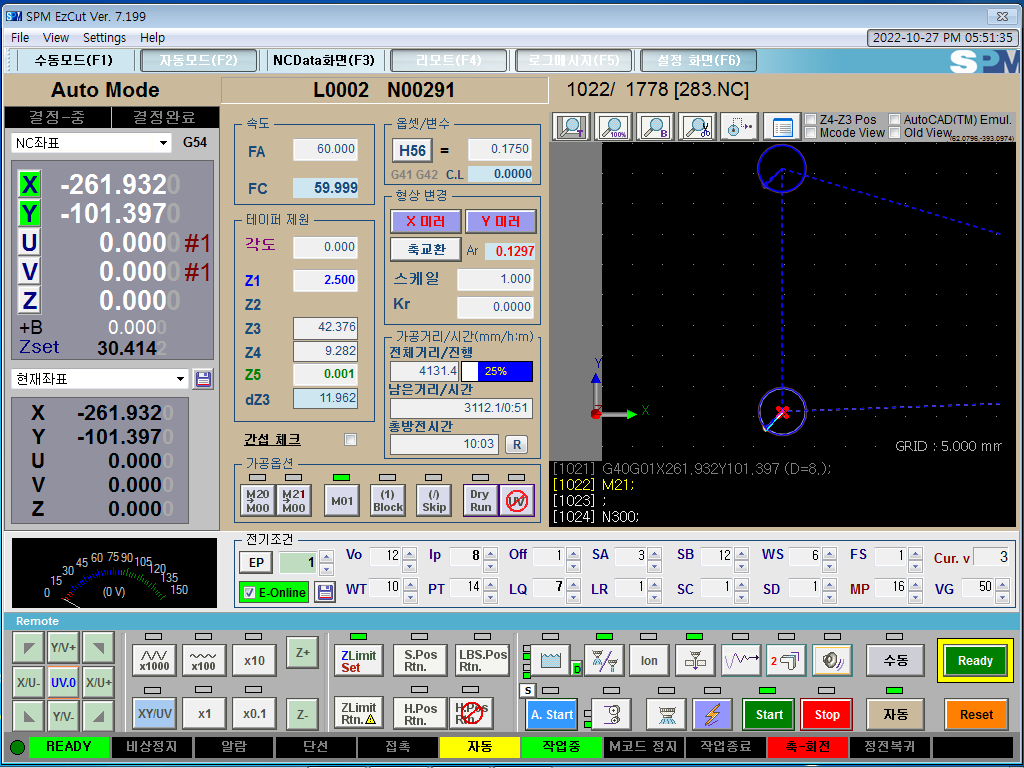 SPM SPM EzCut Ver. 7.199
File View Settings Help
2022-10-27 PM 05:51:35
수동모드(F1) 자동모드(F2) NCData화면(F3) 리모트(F4) 로그메시지(F5) 설정 화면(F6) SPM
Auto Mode
L0002 N00291
1022/ 1778 [283.NC]
결정-중 결정완료
NC좌표 G54
X -261.9320
Y -101.3970
U 0.0000 #1
V 0.0000 #1
Z 0.0000
+B 0.0000
Zset 30.4142
현재좌표
X -261.9320
Y -101.3970
U 0.0000
V 0.0000
Z 0.0000
속도
FA 60.000
FC 59.999
테이퍼 제원
각도 0.000
Z1 2.500
Z2
Z3 42.376
Z4 9.282
Z5 0.001
dZ3 11.962
간섭 체크
옵셋/변수
H56 = 0.1750
G41 G42 C.L 0.0000
형상 변경
X 미러 Y 미러
축교환 Ar 0.1297
스케일 1.000
Kr 0.0000
가공거리/시간(mm/h:m)
전체거리/진행
4131.4 25%
남은거리/시간
3112.1/0:51
총방전시간
10:03 R
가공옵션
M20 M00 M21 M00 M01 (1) Block (/) Skip Dry Run UV
T 100% B
Z4-Z3 Pos AutoCAD(TM) Emul.
Mcode View Old View
(62.0796,-393.0974)
Y
X
GRID : 5.000 mm
[1021] G40G01X261.932Y101.397 (D=8,);
[1022] M21;
[1023] ;
[1024] N300;
0 15 30 45 60 75 90 105 120 135 150
(0 V)
전기조건
EP 1 Vo 12 Ip 8 Off 1 SA 3 SB 12 WS 6 FS 1 Cur. v 3
E-Online WT 10 PT 14 LQ 7 LR 1 SC 1 SD 1 MP 16 VG 50
Remote
Y/V+
X/U- UV.0 X/U+
Y/V-
x1000 x100 x10 Z+
XY/UV x1 x0.1 Z-
ZLimit Set S.Pos Rtn. LBS.Pos Rtn.
ZLimit Rtn. H.Pos Rtn. H.Pos Rtn.
D Ion 2 수동 Ready
S A. Start Start Stop 자동 Reset
READY 비상정지 알람 단선 접촉 자동 작업중 M코드 정지 작업종료 축-회전 정전복귀